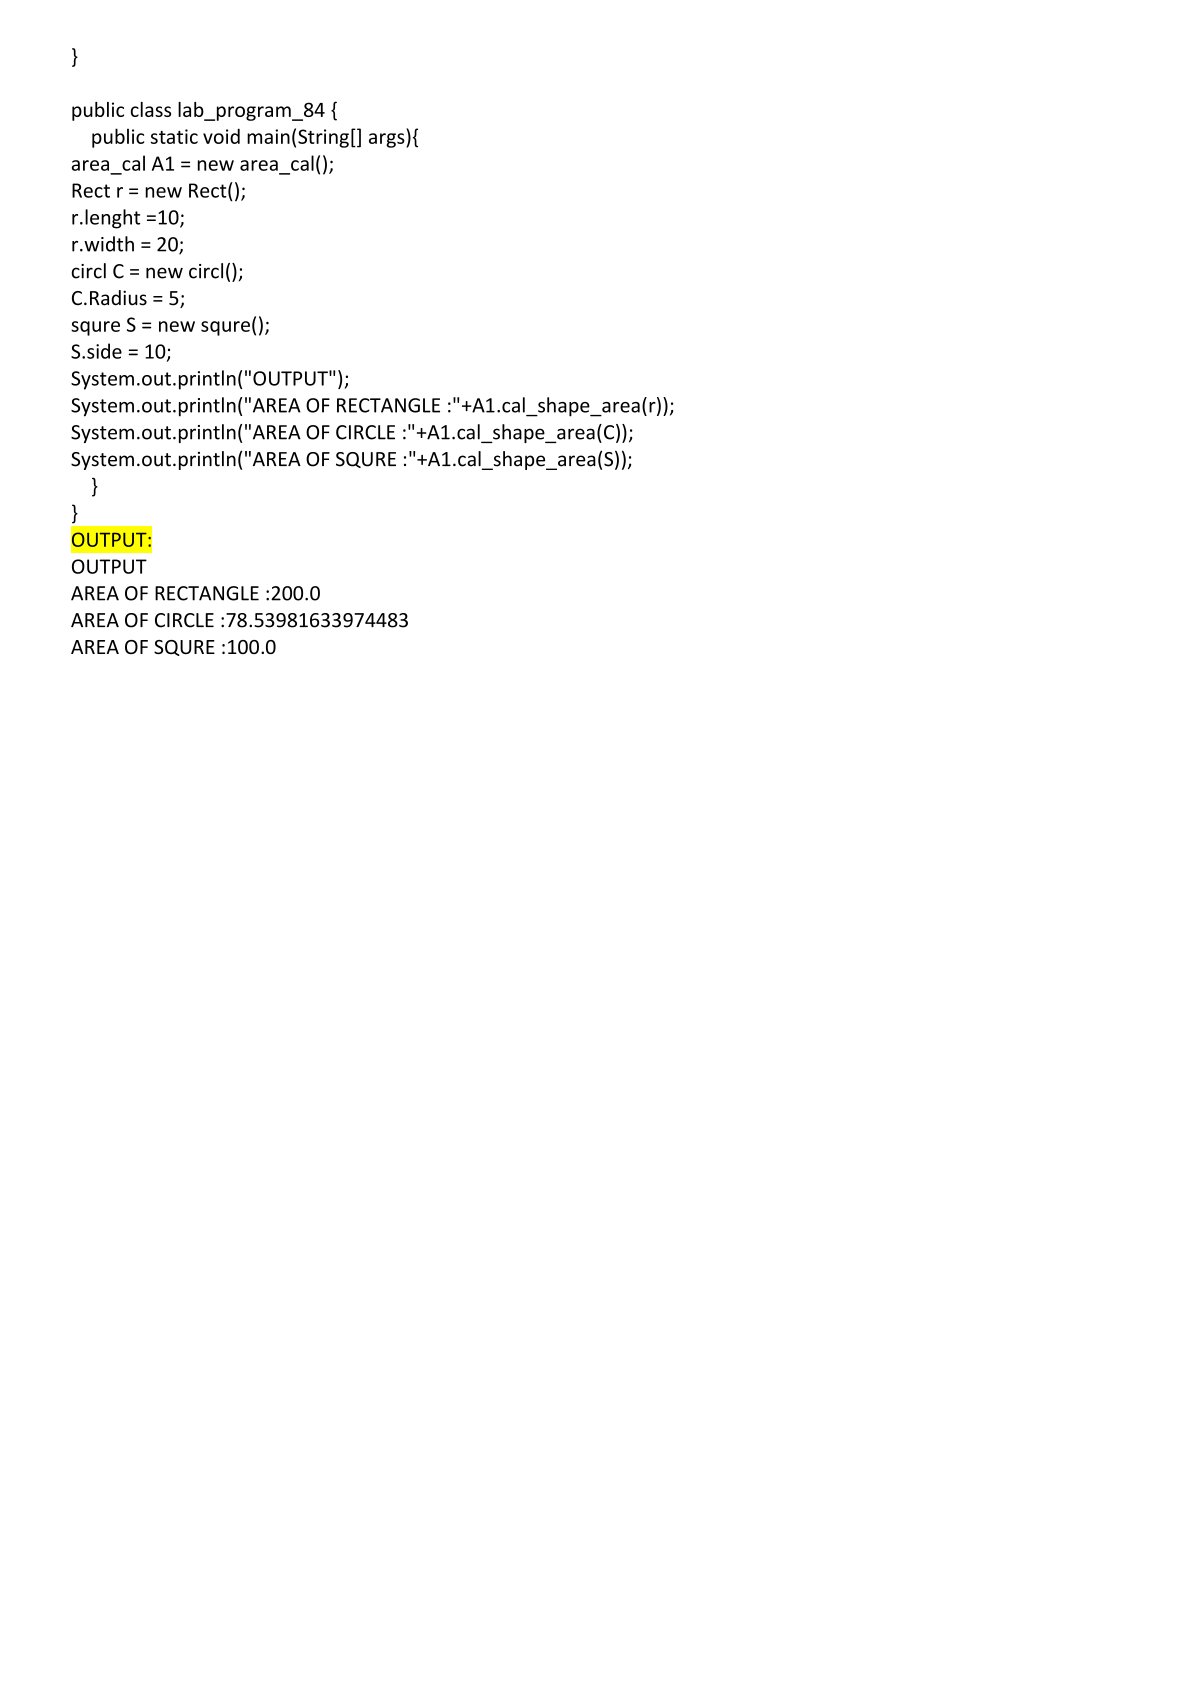 }
public class lab_program_84 {
public static void main(String[] args){
area_cal A1 = new area_cal();
Rect r = new Rect();
r.lenght =10;
r.width = 20;
circl C = new circl();
C.Radius = 5;
squre S = new squre();
S.side = 10;
System.out.println("OUTPUT");
System.out.println("AREA OF RECTANGLE :"+A1.cal_shape_area(r));
System.out.println("AREA OF CIRCLE :"+A1.cal_shape_area(C));
System.out.println("AREA OF SQURE :"+A1.cal_shape_area(S));
}
}
OUTPUT:
OUTPUT
AREA OF RECTANGLE :200.0
AREA OF CIRCLE :78.53981633974483
AREA OF SQURE :100.0